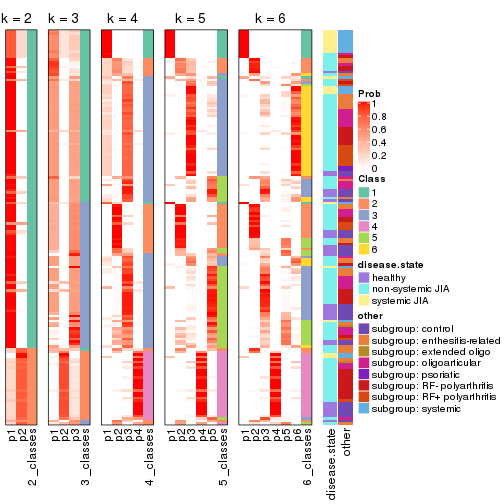 k = 2
k = 3
k = 4
k = 5
k = 6
Prob
1
0.8
0.6
0.4
0.2
0
Class
1
2
3
4
5
6
disease.state
healthy
non-systemic JIA
systemic JIA
other
subgroup: control
subgroup: enthesitis-related
subgroup: extended oligo
subgroup: oligoarticular
subgroup: psoriatic
subgroup: RF- polyarthritis
subgroup: RF+ polyarthritis
subgroup: systemic
p1
p2
2_classes
p1
p2
p3
3_classes
p1
p2
p3
p4
4_classes
p1
p2
p3
p4
p5
5_classes
p1
p2
p3
p4
p5
p6
6_classes
disease.state
other